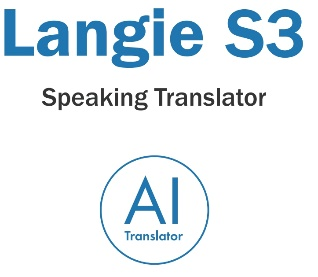 Langie S3
Speaking Translator
AI
Translator